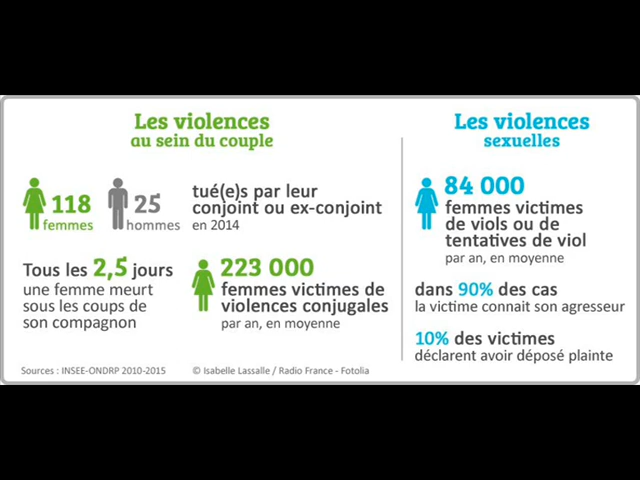 Les violences
au sein du couple
118
femmes
25
hommes
tué(e)s par leur
conjoint ou ex-conjoint
en 2014
Tous les 2,5 jours
une femme meurt
sous les coups de
son compagnon
223 000
femmes victimes de
violences conjugales
par an, en moyenne
Sources : INSEE-ONDRP 2010-2015
© Isabelle Lassalle / Radio France - Fotolia
Les violences
sexuelles
84 000
femmes victimes
de viols ou de
tentatives de viol
par an, en moyenne
dans 90% des cas
la victime connait son agresseur
10% des victimes
déclarent avoir déposé plainte